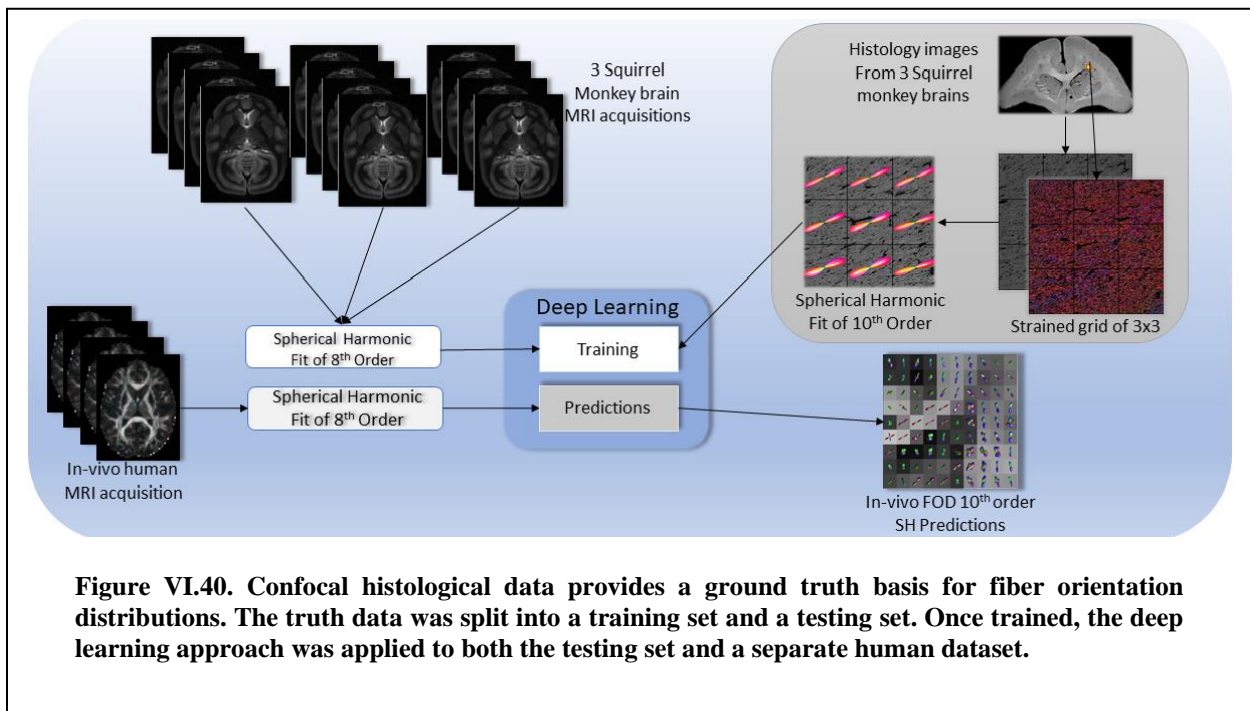 3 Squirrel
Monkey brain
MRI acquisitions
Histology images
From 3 Squirrel
monkey brains
Spherical Harmonic
Fit of 10th Order
Strained grid of 3x3
Deep Learning
Spherical Harmonic
Fit of 8th Order
Training
Spherical Harmonic
Fit of 8th Order
Predictions
In-vivo human
MRI acquisition
In-vivo FOD 10th order
SH Predictions
Figure VI.40. Confocal histological data provides a ground truth basis for fiber orientation
distributions. The truth data was split into a training set and a testing set. Once trained, the deep
learning approach was applied to both the testing set and a separate human dataset.